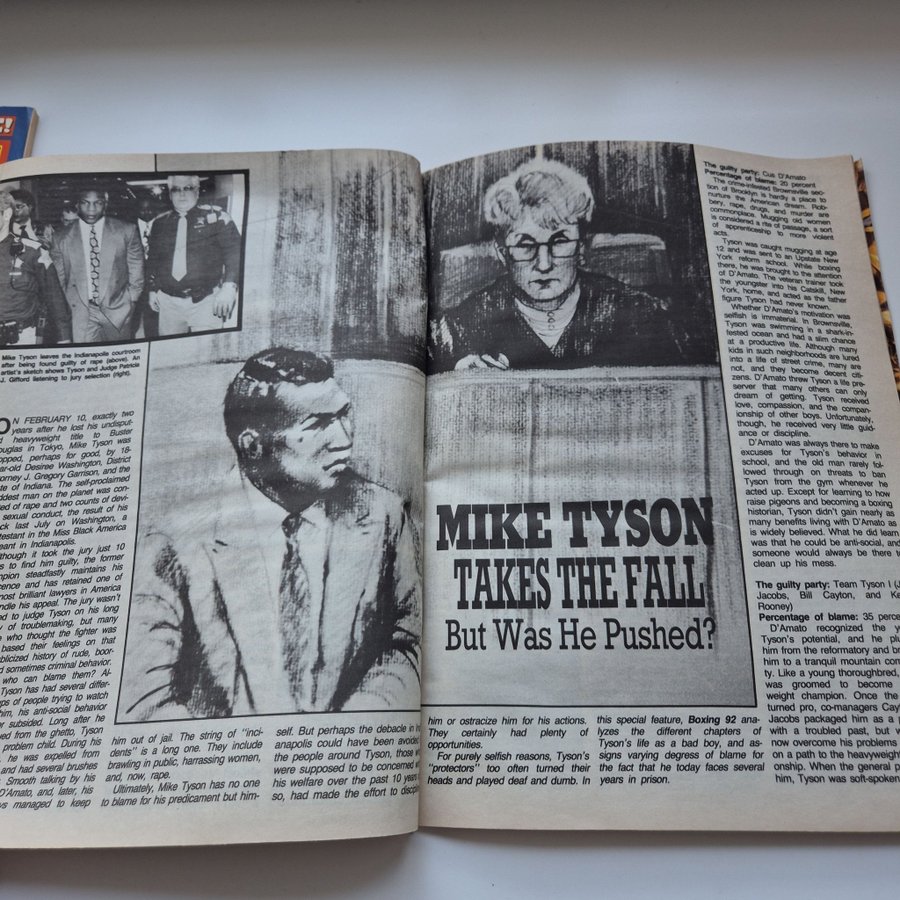 Mike Tyson leaves the Indianapolis courtroom
after being found guilty of rape (above). An
artist's sketch shows Tyson and Judge Patricia
J. Gifford listening to jury selection (right).
ON FEBRUARY 10, exactly two
years after he lost his undisput-
heavyweight title to Buster
Douglas in Tokyo, Mike Tyson was
opped, perhaps for good, by 18-
ear-old Desiree Washington, District
orney J. Gregory Garrison, and the
te of Indiana. The self-proclaimed
ddest man on the planet was con-
ed of rape and two counts of devi-
sexual conduct, the result of his
ck last July on Washington, a
testant in the Miss Black America
eant in Indianapolis.
though it took the jury just 10
s to find him guilty, the former
mpion steadfastly maintains his
cence and has retained one of
most brilliant lawyers in America
ndle his appeal. The jury wasn't
ed to judge Tyson on his long
y of troublemaking, but many
e who thought the fighter was
based their feelings on that
blicized history of rude, boor-
d sometimes criminal behavior.
who can blame them? Al-
Tyson has had several differ-
ps of people trying to watch
him, his anti-social behavior
r subsided. Long after he
ed from the ghetto, Tyson
problem child. During his
, he was expelled from
and had several brushes
Smooth talking by his
D'Amato, and, later, his
ys managed to keep
him out of jail. The string of "inci-
dents" is a long one. They include
brawling in public, harrassing women,
and, now, rape.
Ultimately, Mike Tyson has no one
to blame for his predicament but him-
self. But perhaps the debacle in
anapolis could have been avoided
the people around Tyson, those
were supposed to be concerned
his welfare over the past 10 years
so, had made the effort to discipl
MIKE TYSON
TAKES THE FALL
But Was He Pushed?
him or ostracize him for his actions.
They certainly had plenty of
opportunities.
For purely selfish reasons, Tyson's
"protectors" too often turned their
heads and played deaf and dumb. In
this special feature, Boxing 92 ana-
lyzes the different chapters of
Tyson's life as a bad boy, and as-
signs varying degrees of blame for
the fact that he today faces several
years in prison.
The guilty party: Cus D'Amato
Percentage of blame: 20 percent
The crime-infested Brownsville sec-
tion of Brooklyn is hardly a place to
nurture the American dream. Rob-
bery, rape, drugs, and murder are
commonplace. Mugging old women
is considered a rite of passage, a sort
of apprenticeship to more violent
acts.
Tyson was caught mugging at age
12 and was sent to an Upstate New
York reform school. While boxing
there, he was brought to the attention
of D'Amato. The veteran trainer took
the youngster into his Catskill, New
York, home, and acted as the father
figure Tyson had never known.
Whether D'Amato's motivation was
selfish is immaterial. In Brownsville,
Tyson was swimming in a shark-in-
fested ocean and had a slim chance
at a productive life. Although many
kids in such neighborhoods are lured
into a life of street crime, many are
not, and they become decent citi-
zens. D'Amato threw Tyson a life pre-
server that many others can only
dream of getting. Tyson received
love, compassion, and the compan-
ionship of other boys. Unfortunately,
though, he received very little guid-
ance or discipline.
D'Amato was always there to make
excuses for Tyson's behavior in
school, and the old man rarely fol-
lowed through on threats to ban
Tyson from the gym whenever he
acted up. Except for learning to how
raise pigeons and becoming a boxing
historian, Tyson didn't gain nearly as
many benefits living with D'Amato as
is widely believed. What he did learn
was that he could be anti-social, and
someone would always be there to
clean up his mess.
The guilty party: Team Tyson I (J
Jacobs, Bill Cayton, and Ke
Rooney)
Percentage of blame: 35 perce
D'Amato recognized the yo
Tyson's potential, and he plu
him from the reformatory and br
him to a tranquil mountain com
ty. Like a young thoroughbred,
was groomed to become
weight champion. Once the
turned pro, co-managers Cay
Jacobs packaged him as a p
with a troubled past, but w
now overcome his problems
on a path to the heavyweight
onship. When the general p
him, Tyson was soft-spoken